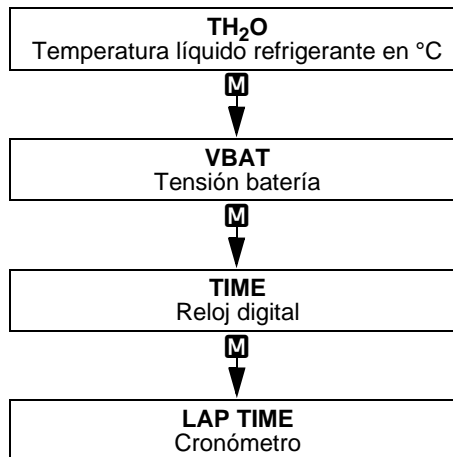 TH₂O
Temperatura líquido refrigerante en °C
M
VBAT
Tensión batería
M
TIME
Reloj digital
M
LAP TIME
Cronómetro